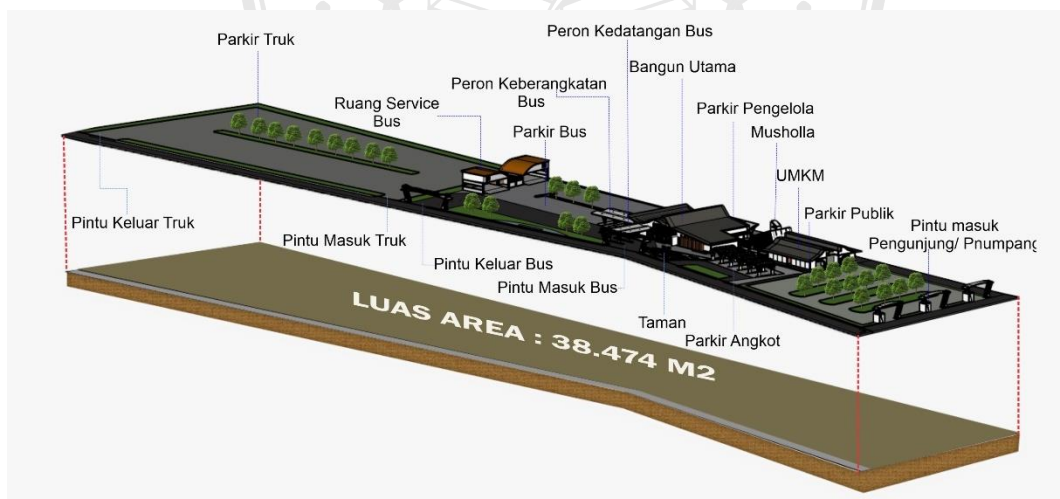 Peron Kedatangan Bus
Parkir Truk
Bangun Utama
Peron Keberangkatan
Bus
Ruang Service
Bus
Parkir Pengelola
Parkir Bus
Musholla
UMKM
Parkir Publik
Pintu masuk
Pengunjung/ Pnumpang
Pintu Keluar Truk
Pintu Masuk Truk
Pintu Keluar Bus
Pintu Masuk Bus
Taman
Parkir Angkot
LUAS AREA : 38.474 M2